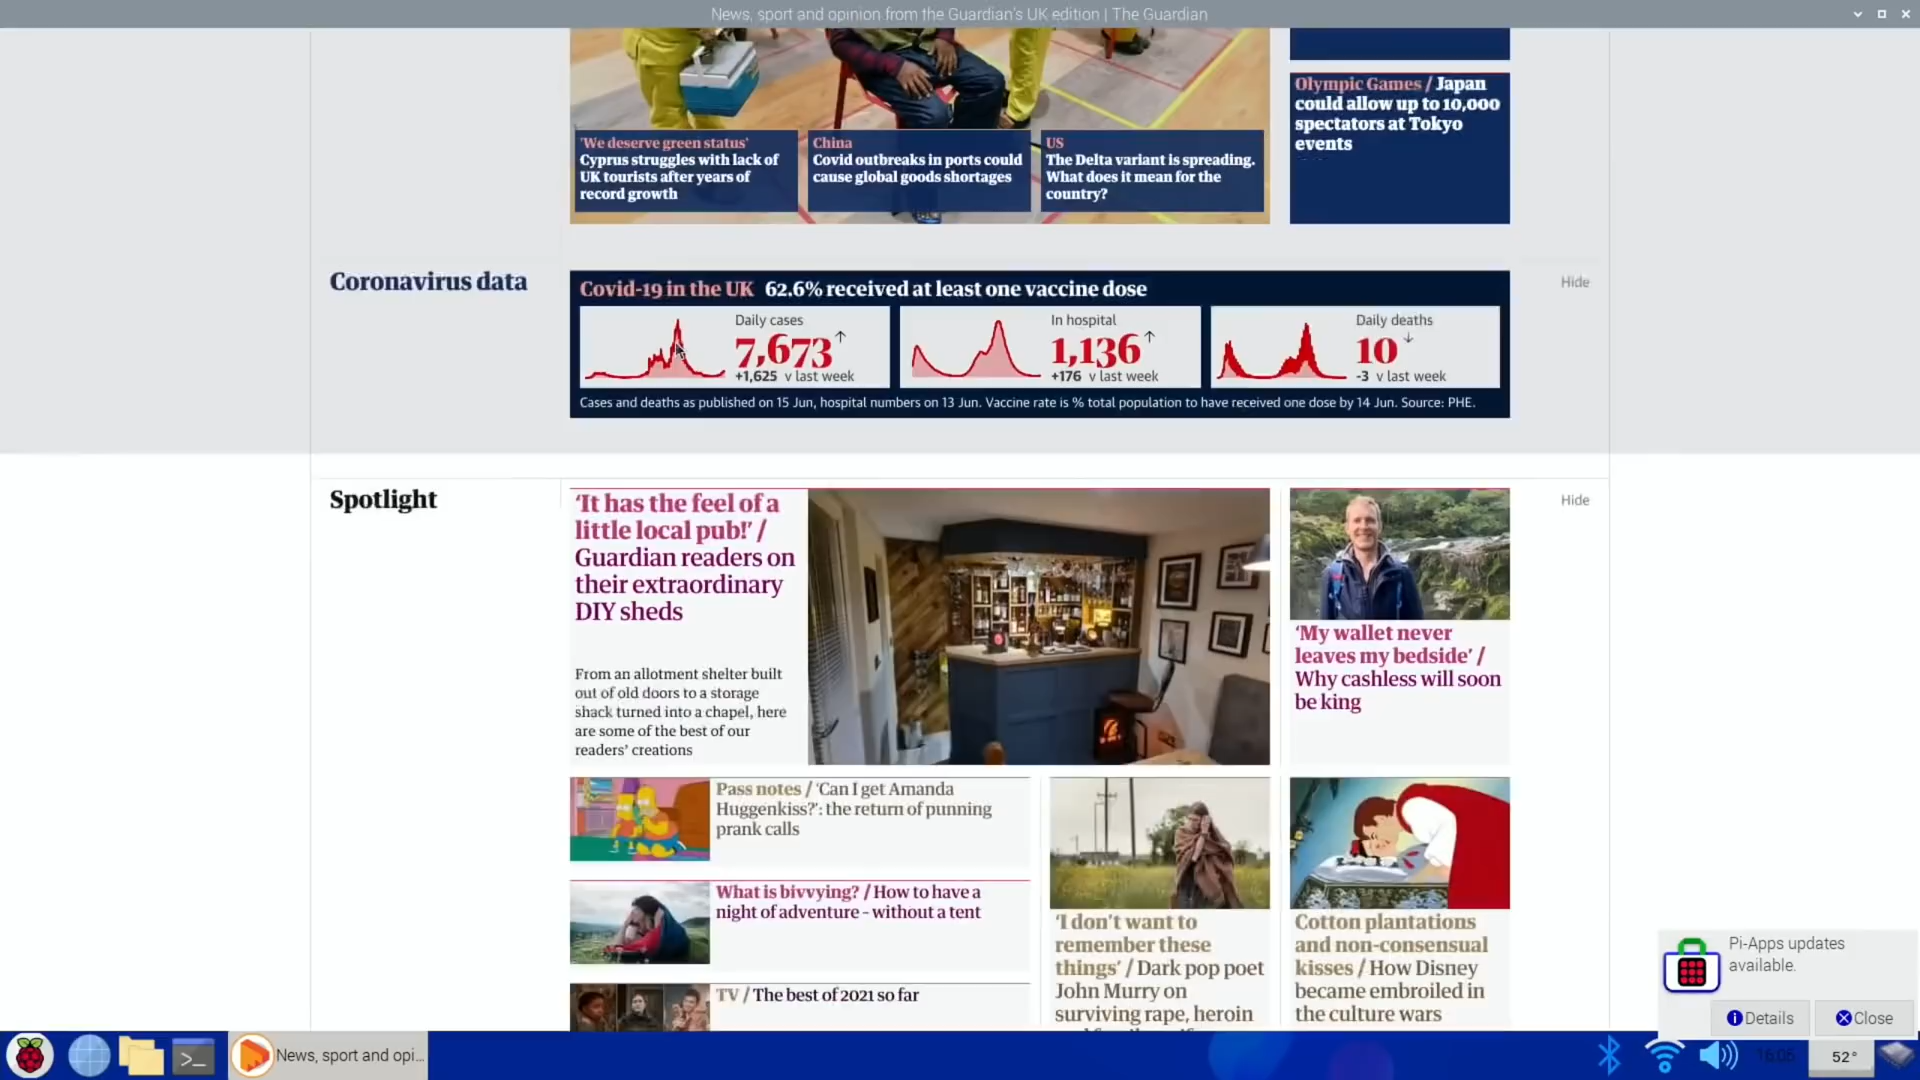 News, sport and opinion from the Guardian's UK edition | The Guardian
'We deserve green status'
Cyprus struggles with lack of
UK tourists after years of
record growth
China
Covid outbreaks in ports could
cause global goods shortages
US
The Delta variant is spreading.
What does it mean for the
country?
Olympic Games / Japan
could allow up to 10,000
spectators at Tokyo
events
Coronavirus data
Covid-19 in the UK 62.6% received at least one vaccine dose
Hide
Daily cases
7,673 ↑
+1,625 v last week
In hospital
1,136 ↑
+176 v last week
Daily deaths
10 ↓
-3 v last week
Cases and deaths as published on 15 Jun, hospital numbers on 13 Jun. Vaccine rate is % total population to have received one dose by 14 Jun. Source: PHE.
Spotlight
Hide
‘It has the feel of a
little local pub!’ /
Guardian readers on
their extraordinary
DIY sheds
From an allotment shelter built
out of old doors to a storage
shack turned into a chapel, here
are some of the best of our
readers’ creations
‘My wallet never
leaves my bedside’ /
Why cashless will soon
be king
Pass notes / ‘Can I get Amanda
Huggenkiss?’: the return of punning
prank calls
What is bivvying? / How to have a
night of adventure – without a tent
TV / The best of 2021 so far
‘I don’t want to
remember these
things’ / Dark pop poet
John Murry on
surviving rape, heroin
Cotton plantations
and non-consensual
kisses / How Disney
became embroiled in
the culture wars
Pi-Apps updates
available.
Details
Close
News, sport and opi...
52°